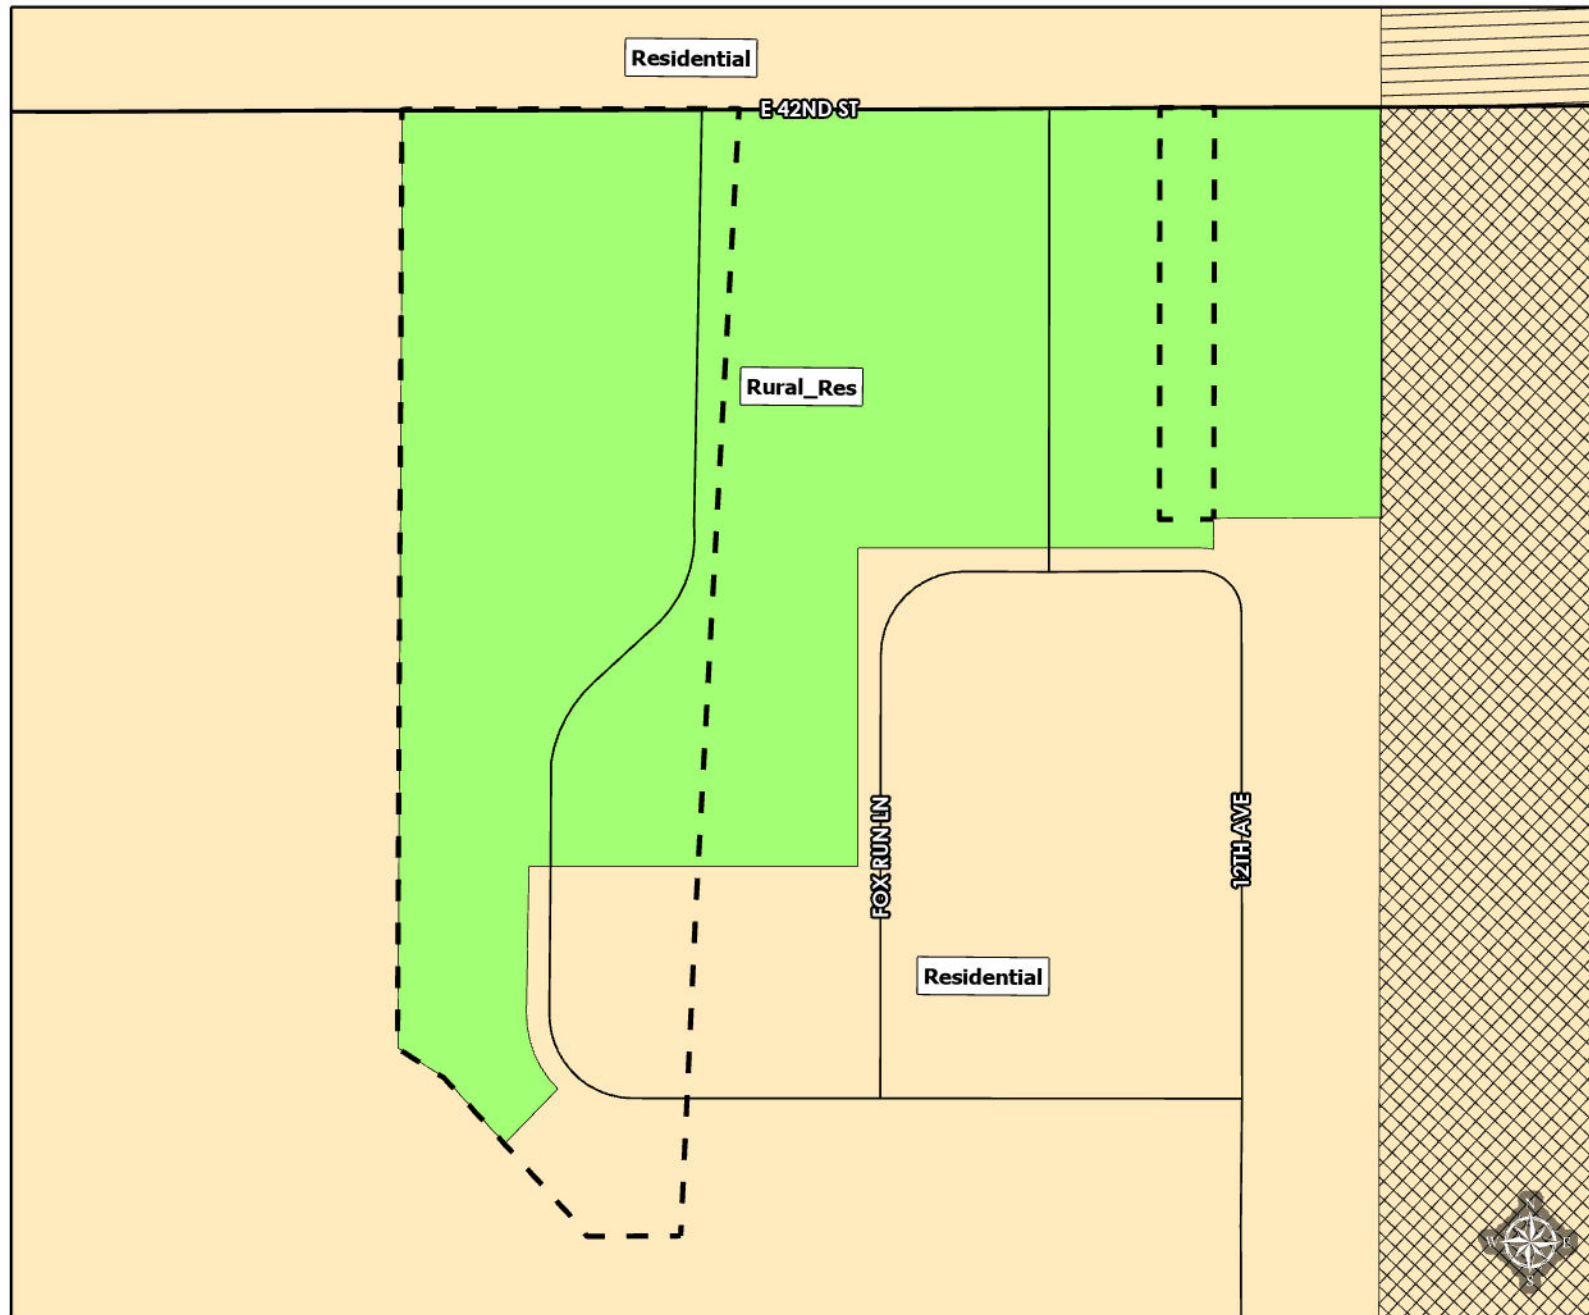 Residential
E 42ND ST
Rural_Res
FOX RUN LN
12TH AVE
Residential
N
W E
S